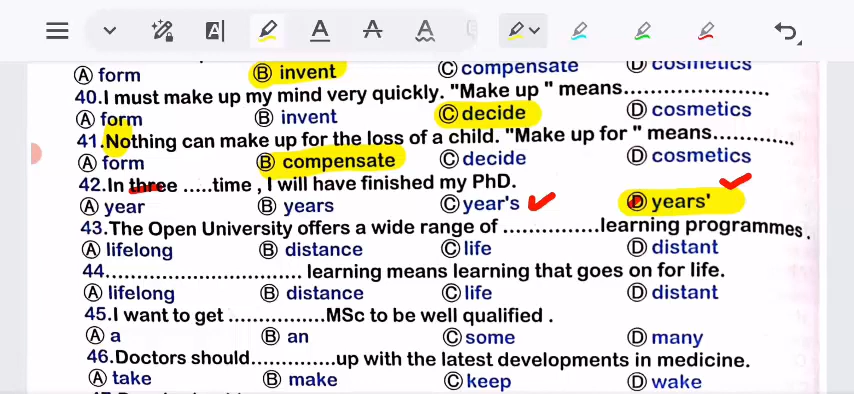 Ⓐ form Ⓑ invent Ⓒ compensate Ⓓ cosmetics
40.I must make up my mind very quickly. "Make up " means.....................
Ⓐ form Ⓑ invent Ⓒ decide Ⓓ cosmetics
41.Nothing can make up for the loss of a child. "Make up for " means............
Ⓐ form Ⓑ compensate Ⓒ decide Ⓓ cosmetics
42.In three .....time , I will have finished my PhD.
Ⓐ year Ⓑ years Ⓒ year's Ⓓ years'
43.The Open University offers a wide range of ...............learning programmes.
Ⓐ lifelong Ⓑ distance Ⓒ life Ⓓ distant
44............................... learning means learning that goes on for life.
Ⓐ lifelong Ⓑ distance Ⓒ life Ⓓ distant
45.I want to get ................MSc to be well qualified .
Ⓐ a Ⓑ an Ⓒ some Ⓓ many
46.Doctors should..............up with the latest developments in medicine.
Ⓐ take Ⓑ make Ⓒ keep Ⓓ wake